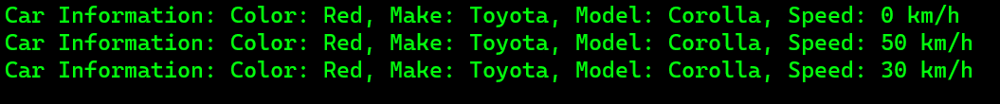 Car Information: Color: Red, Make: Toyota, Model: Corolla, Speed: 0 km/h
Car Information: Color: Red, Make: Toyota, Model: Corolla, Speed: 50 km/h
Car Information: Color: Red, Make: Toyota, Model: Corolla, Speed: 30 km/h